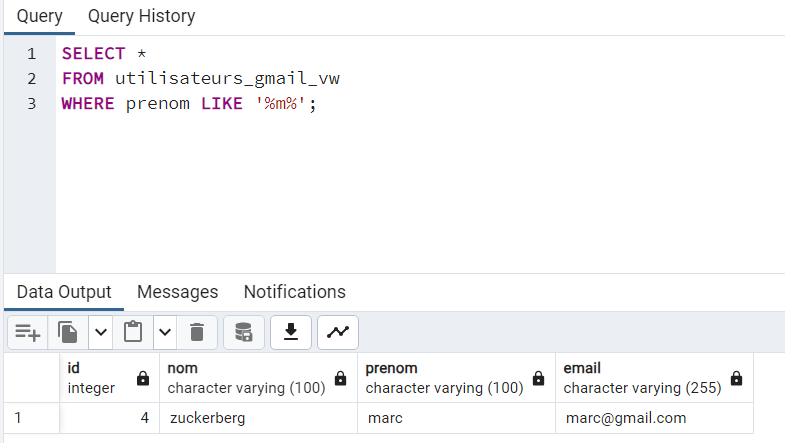 Query Query History
1 SELECT *
2 FROM utilisateurs_gmail_vw
3 WHERE prenom LIKE '%m%';
Data Output Messages Notifications
id nom prenom email
integer character varying (100) character varying (100) character varying (255)
1 4 zuckerberg marc marc@gmail.com